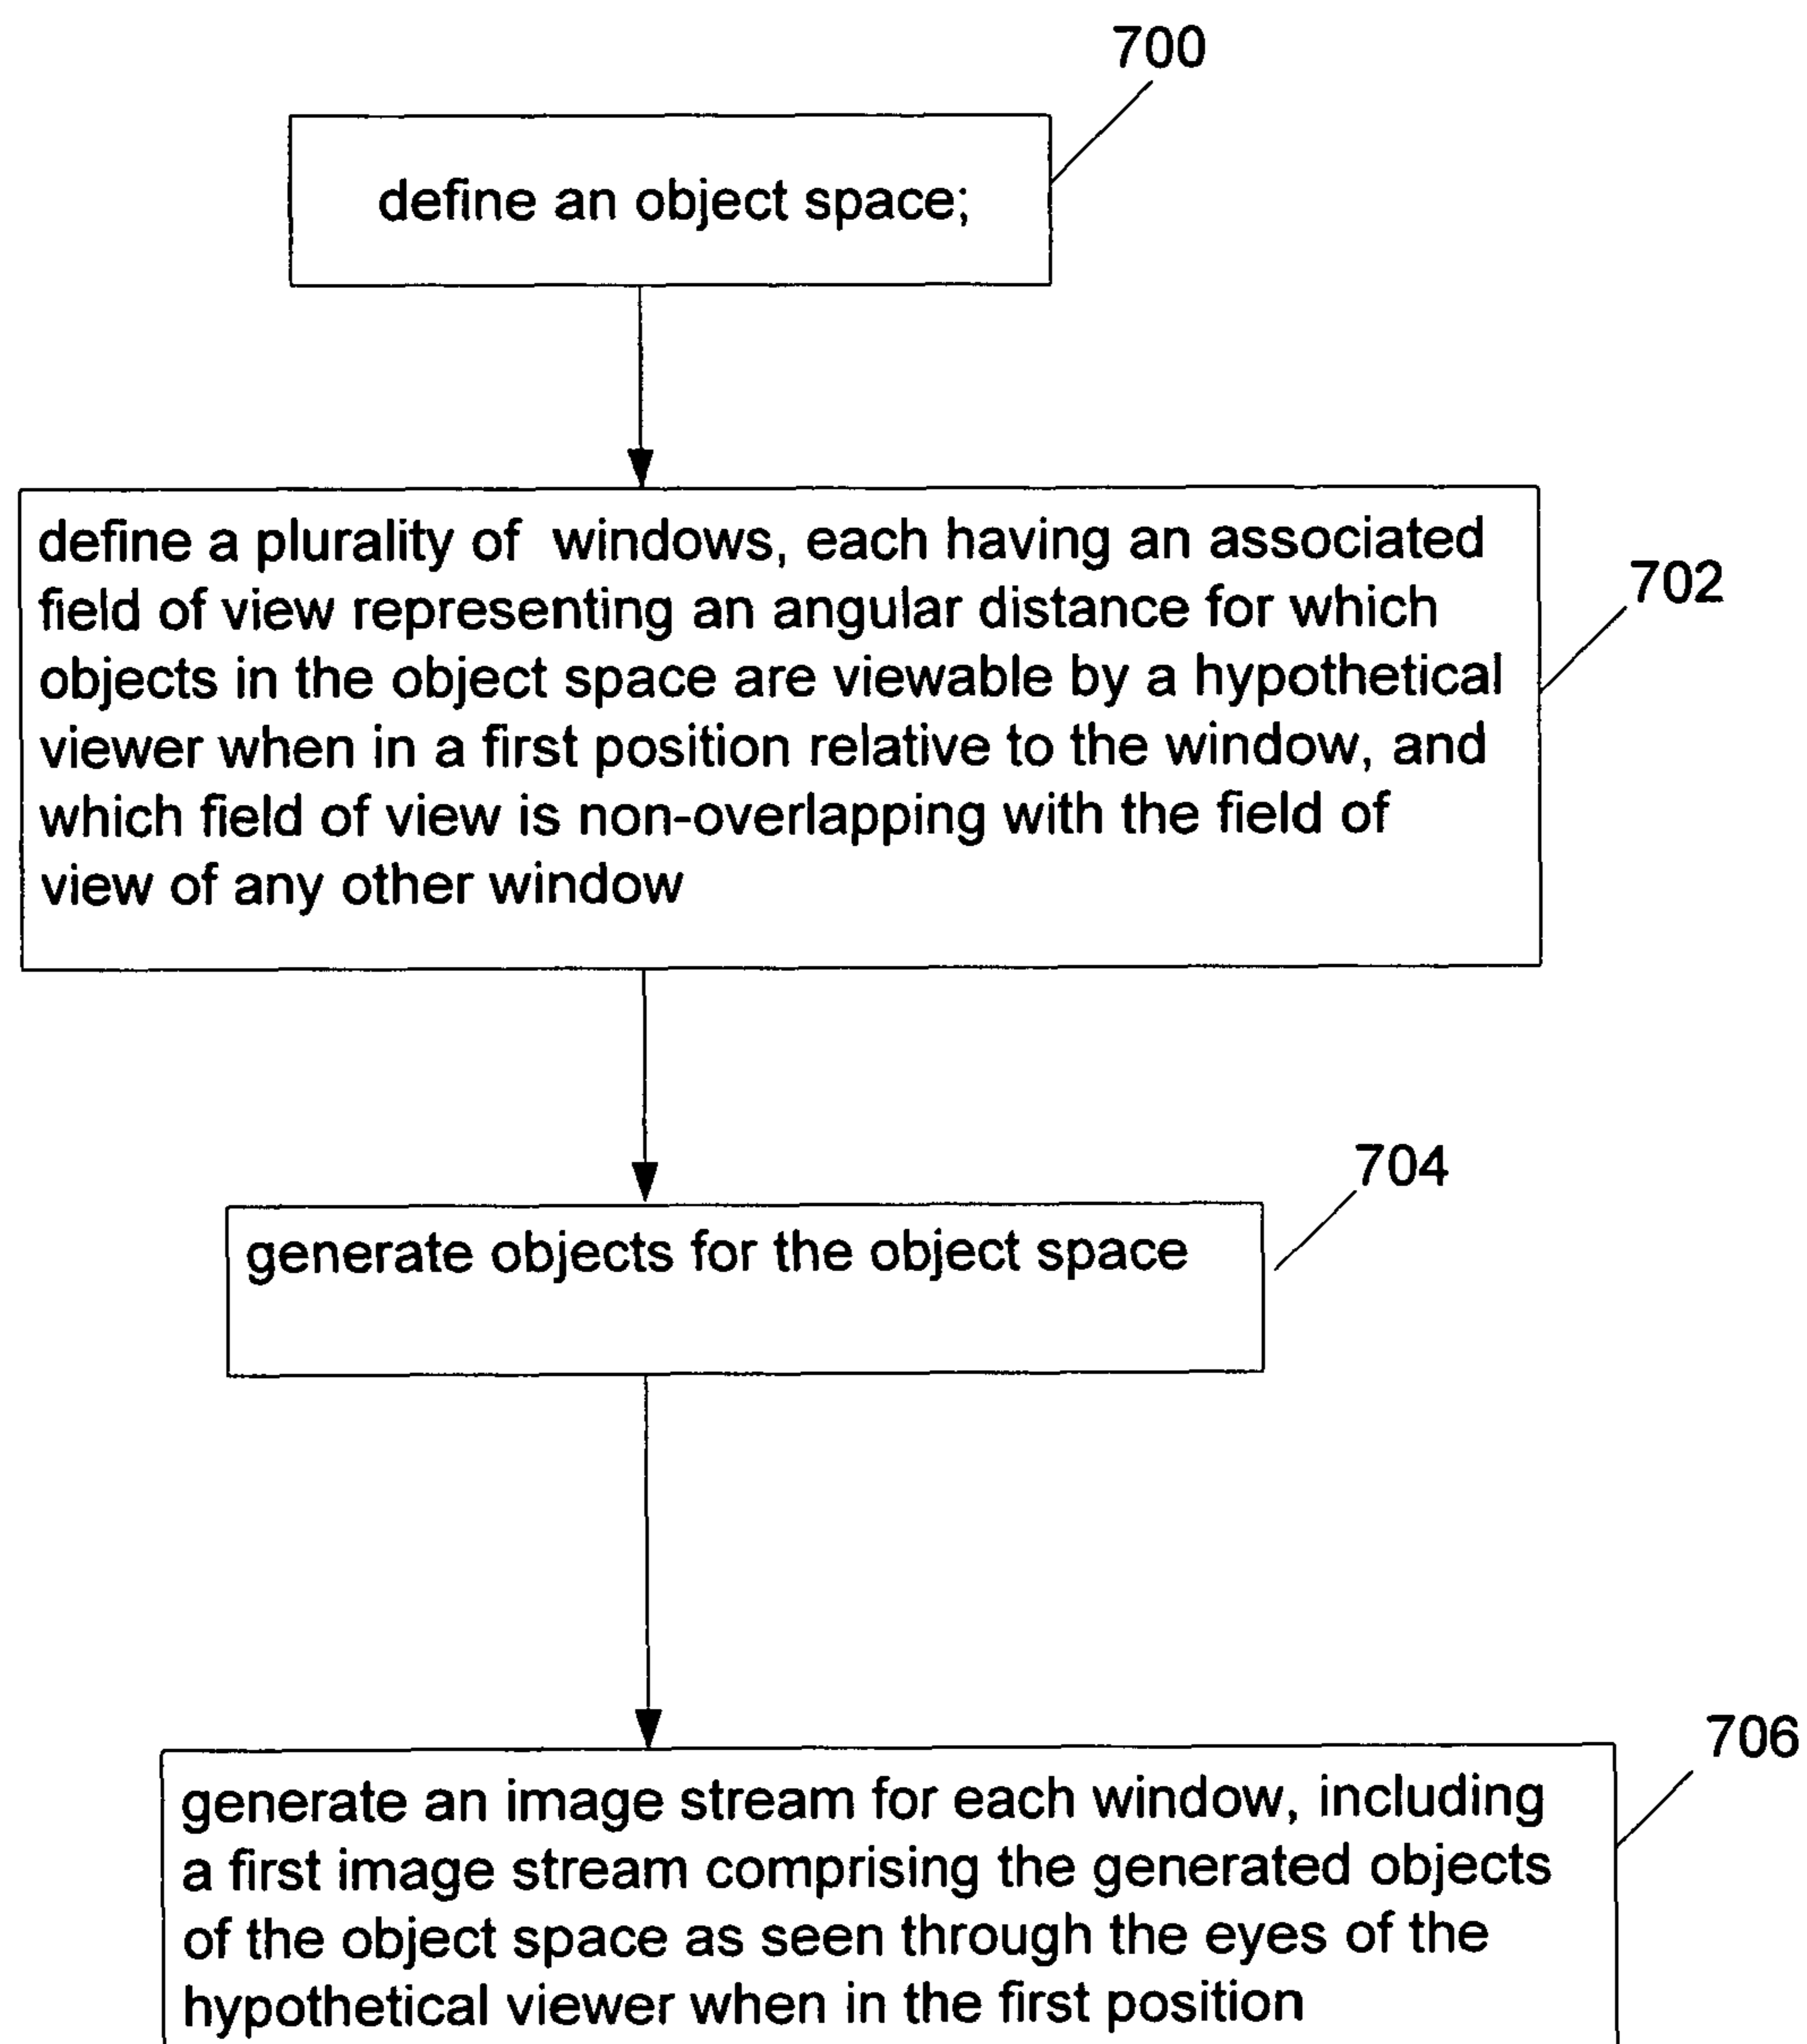 700
define an object space;
define a plurality of  windows, each having an associated
field of view representing an angular distance for which
objects in the object space are viewable by a hypothetical
viewer when in a first position relative to the window, and
which field of view is non-overlapping with the field of
view of any other window
702
704
generate objects for the object space
706
generate an image stream for each window, including
a first image stream comprising the generated objects
of the object space as seen through the eyes of the
hypothetical viewer when in the first position